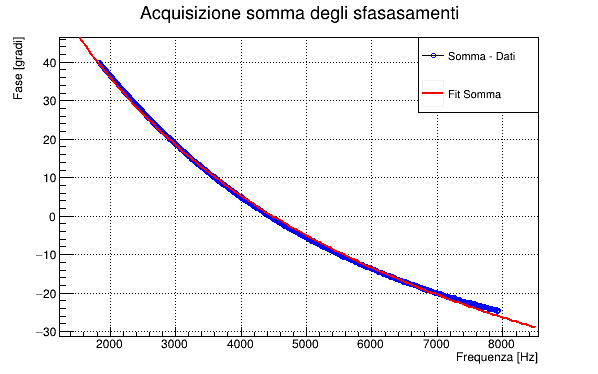 Acquisizione somma degli sfasasamenti
Fase [gradi]
Somma - Dati
Fit Somma
40
30
20
10
0
−10
−20
−30
2000 3000 4000 5000 6000 7000 8000
Frequenza [Hz]